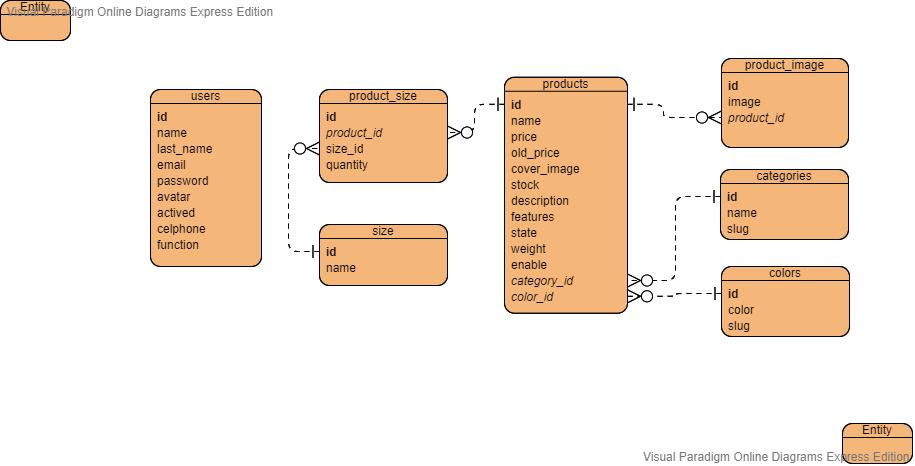 Entity
Visual Paradigm Online Diagrams Express Edition
users
id
name
last_name
email
password
avatar
actived
celphone
function
product_size
id
product_id
size_id
quantity
size
id
name
products
id
name
price
old_price
cover_image
stock
description
features
state
weight
enable
category_id
color_id
product_image
id
image
product_id
categories
id
name
slug
colors
id
color
slug
Entity
Visual Paradigm Online Diagrams Express Edition